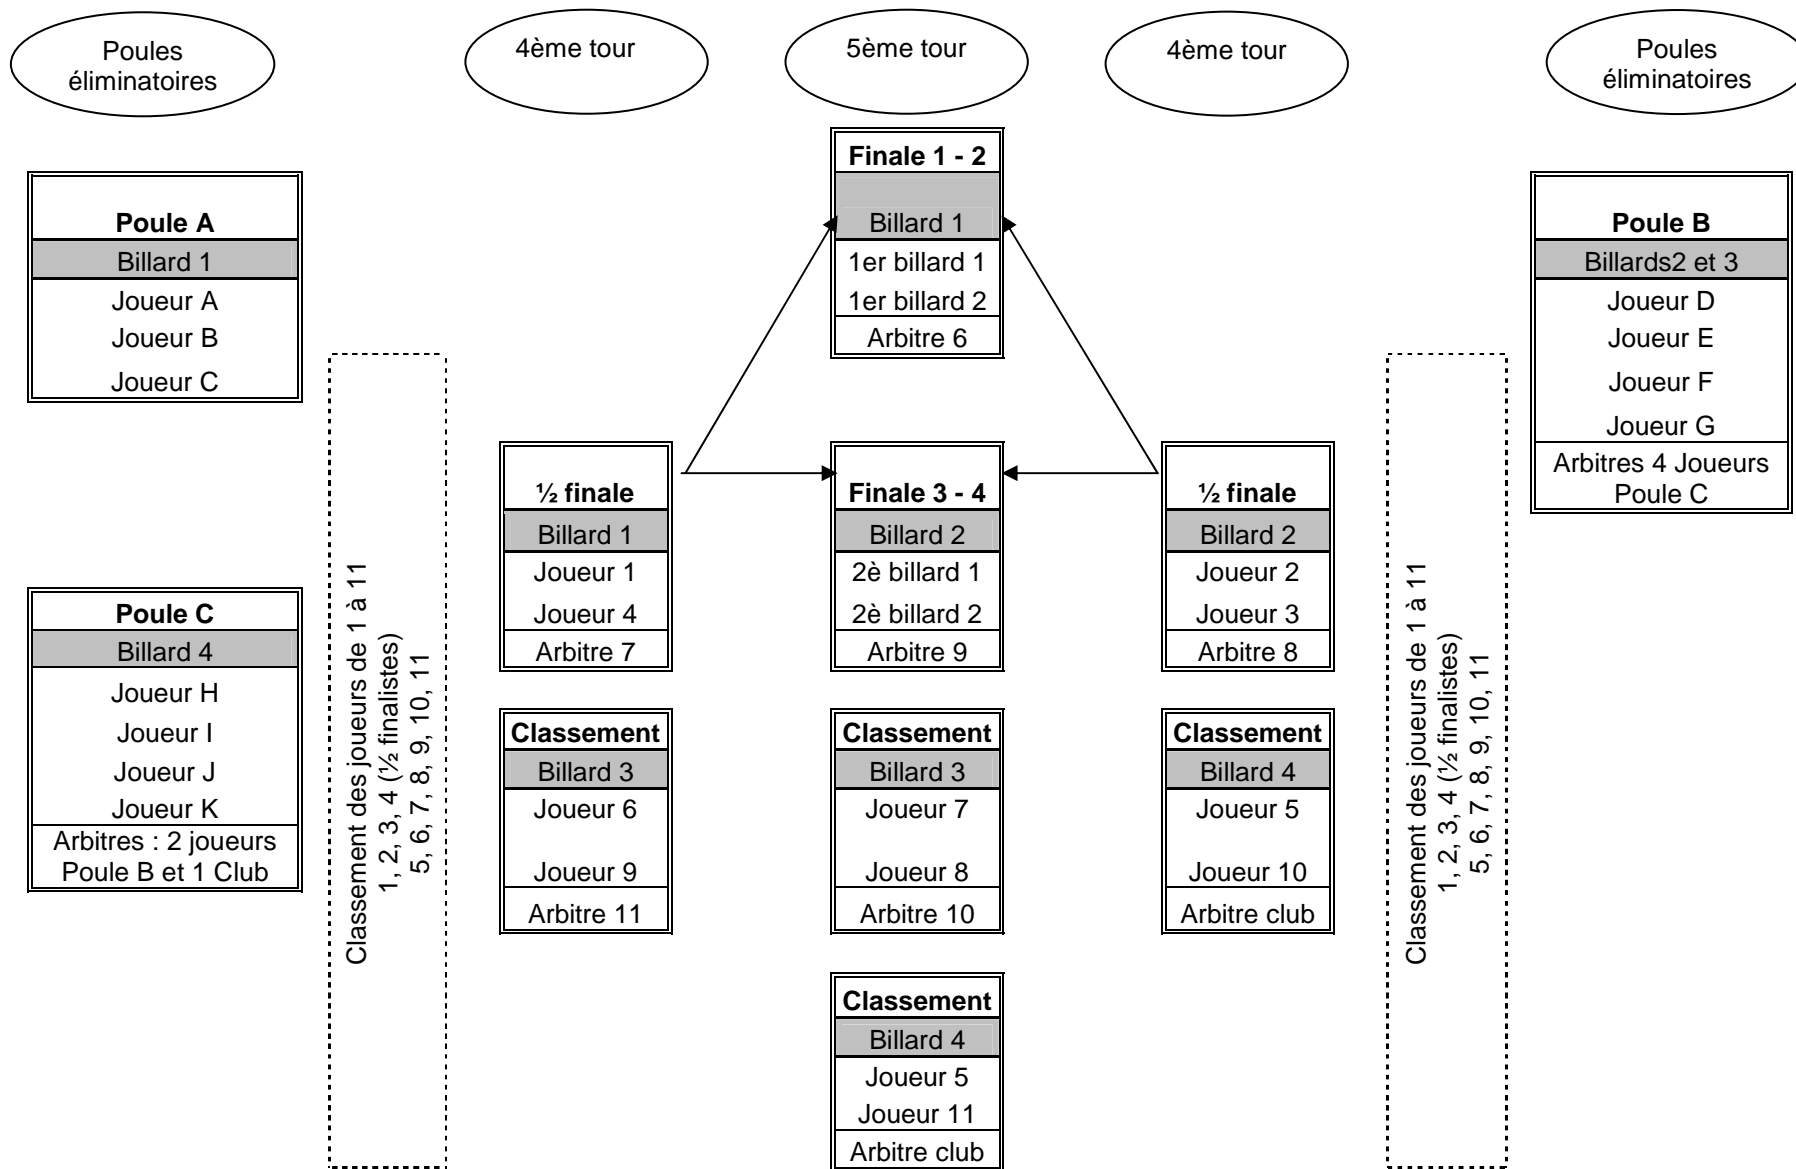 Poules
éliminatoires
4ème tour
5ème tour
4ème tour
Poules
éliminatoires
Poule A
Billard 1
Joueur A
Joueur B
Joueur C
Poule C
Billard 4
Joueur H
Joueur I
Joueur J
Joueur K
Arbitres : 2 joueurs
Poule B et 1 Club
Classement des joueurs de 1 à 11
1, 2, 3, 4 (½ finalistes)
5, 6, 7, 8, 9, 10, 11
½ finale
Billard 1
Joueur 1
Joueur 4
Arbitre 7
Classement
Billard 3
Joueur 6
Joueur 9
Arbitre 11
Finale 1 - 2
Billard 1
1er billard 1
1er billard 2
Arbitre 6
Finale 3 - 4
Billard 2
2è billard 1
2è billard 2
Arbitre 9
Classement
Billard 3
Joueur 7
Joueur 8
Arbitre 10
Classement
Billard 4
Joueur 5
Joueur 11
Arbitre club
½ finale
Billard 2
Joueur 2
Joueur 3
Arbitre 8
Classement
Billard 4
Joueur 5
Joueur 10
Arbitre club
Classement des joueurs de 1 à 11
1, 2, 3, 4 (½ finalistes)
5, 6, 7, 8, 9, 10, 11
Poule B
Billards2 et 3
Joueur D
Joueur E
Joueur F
Joueur G
Arbitres 4 Joueurs
Poule C